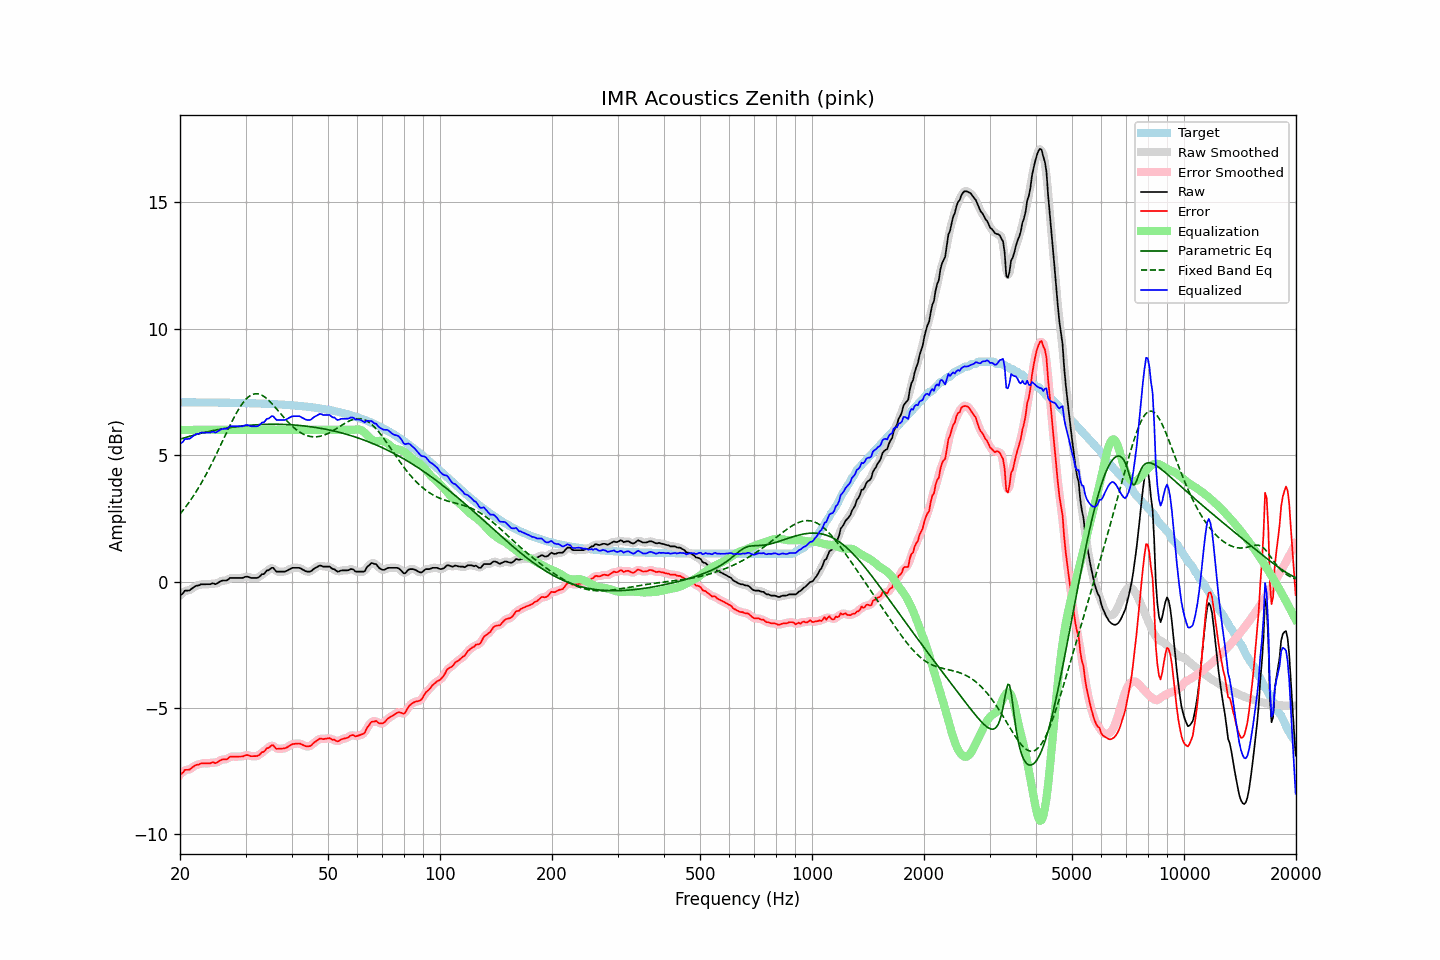 IMR Acoustics Zenith (pink)
Target
Raw Smoothed
Error Smoothed
Raw
Error
Equalization
Parametric Eq
Fixed Band Eq
Equalized
Amplitude (dBr)
15
10
5
0
−5
−10
20
50
100
200
500
1000
2000
5000
10000
20000
Frequency (Hz)